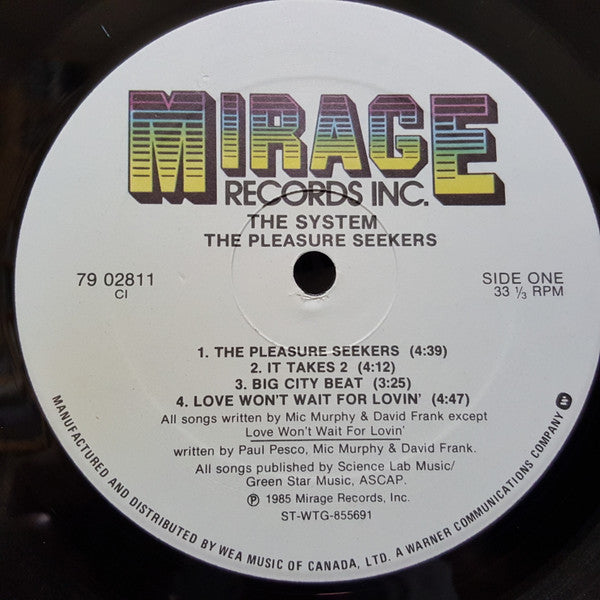 MIRAGE
RECORDS INC.
THE SYSTEM
THE PLEASURE SEEKERS
79 02811
CI
SIDE ONE
33 ⅓ RPM
1. THE PLEASURE SEEKERS (4:39)
2. IT TAKES 2 (4:12)
3. BIG CITY BEAT (3:25)
4. LOVE WON'T WAIT FOR LOVIN' (4:47)
All songs written by Mic Murphy & David Frank except
Love Won't Wait For Lovin'
written by Paul Pesco, Mic Murphy & David Frank.
All songs published by Science Lab Music/
Green Star Music, ASCAP.
℗ 1985 Mirage Records, Inc.
ST-WTG-855691
MANUFACTURED AND DISTRIBUTED BY WEA MUSIC OF CANADA, LTD. A WARNER COMMUNICATIONS COMPANY